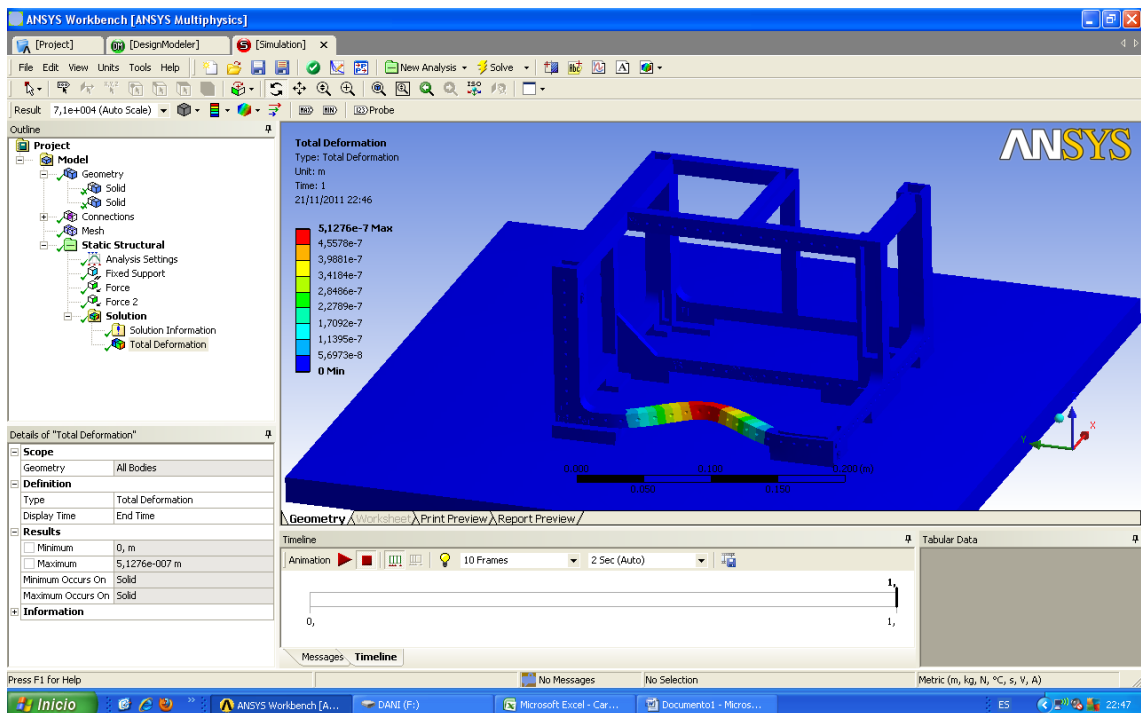 ANSYS Workbench [ANSYS Multiphysics]
[Project] [DesignModeler] [Simulation]
File Edit View Units Tools Help New Analysis Solve
Result 7,1e+004 (Auto Scale) Probe
Outline
Project
Model
Geometry
Solid
Solid
Connections
Mesh
Static Structural
Analysis Settings
Fixed Support
Force
Force 2
Solution
Solution Information
Total Deformation
Total Deformation
Type: Total Deformation
Unit: m
Time: 1
21/11/2011 22:46
5,1276e-7 Max
4,5578e-7
3,9881e-7
3,4184e-7
2,8486e-7
2,2789e-7
1,7092e-7
1,1395e-7
5,6973e-8
0 Min
ANSYS
X
Y
0.000 0.100 0.200 (m)
0.050 0.150
Geometry Worksheet Print Preview Report Preview
Details of "Total Deformation"
Scope
Geometry All Bodies
Definition
Type Total Deformation
Display Time End Time
Results
Minimum 0, m
Maximum 5,1276e-007 m
Minimum Occurs On Solid
Maximum Occurs On Solid
Information
Timeline
Animation 10 Frames 2 Sec (Auto)
1,
0, 1,
Messages Timeline
Tabular Data
Press F1 for Help No Messages No Selection Metric (m, kg, N, °C, s, V, A)
Inicio ANSYS Workbench [A... DANI (F:) Microsoft Excel - Car... Documento1 - Micros... ES 22:47